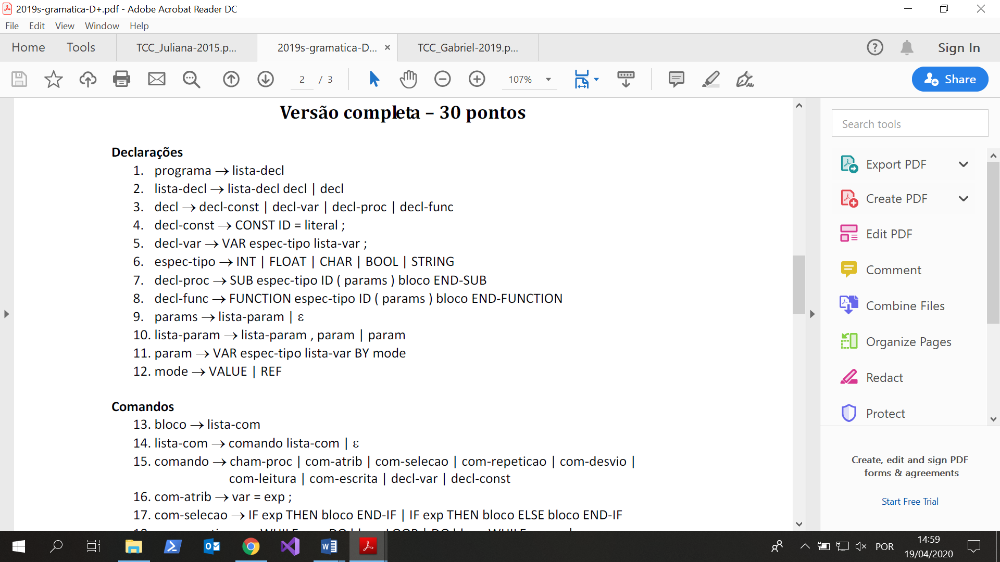 2019s-gramatica-D+.pdf - Adobe Acrobat Reader DC
File Edit View Window Help
Home Tools TCC_Juliana-2015.p... 2019s-gramatica-D... × TCC_Gabriel-2019.p... Sign In
2 / 3 107% Share
Versão completa – 30 pontos
Declarações
1. programa → lista-decl
2. lista-decl → lista-decl decl | decl
3. decl → decl-const | decl-var | decl-proc | decl-func
4. decl-const → CONST ID = literal ;
5. decl-var → VAR espec-tipo lista-var ;
6. espec-tipo → INT | FLOAT | CHAR | BOOL | STRING
7. decl-proc → SUB espec-tipo ID ( params ) bloco END-SUB
8. decl-func → FUNCTION espec-tipo ID ( params ) bloco END-FUNCTION
9. params → lista-param | ε
10. lista-param → lista-param , param | param
11. param → VAR espec-tipo lista-var BY mode
12. mode → VALUE | REF
Comandos
13. bloco → lista-com
14. lista-com → comando lista-com | ε
15. comando → cham-proc | com-atrib | com-selecao | com-repeticao | com-desvio |
com-leitura | com-escrita | decl-var | decl-const
16. com-atrib → var = exp ;
17. com-selecao → IF exp THEN bloco END-IF | IF exp THEN bloco ELSE bloco END-IF
Search tools
Export PDF
Create PDF
Edit PDF
Comment
Combine Files
Organize Pages
Redact
Protect
Create, edit and sign PDF
forms & agreements
Start Free Trial
POR
14:59
19/04/2020